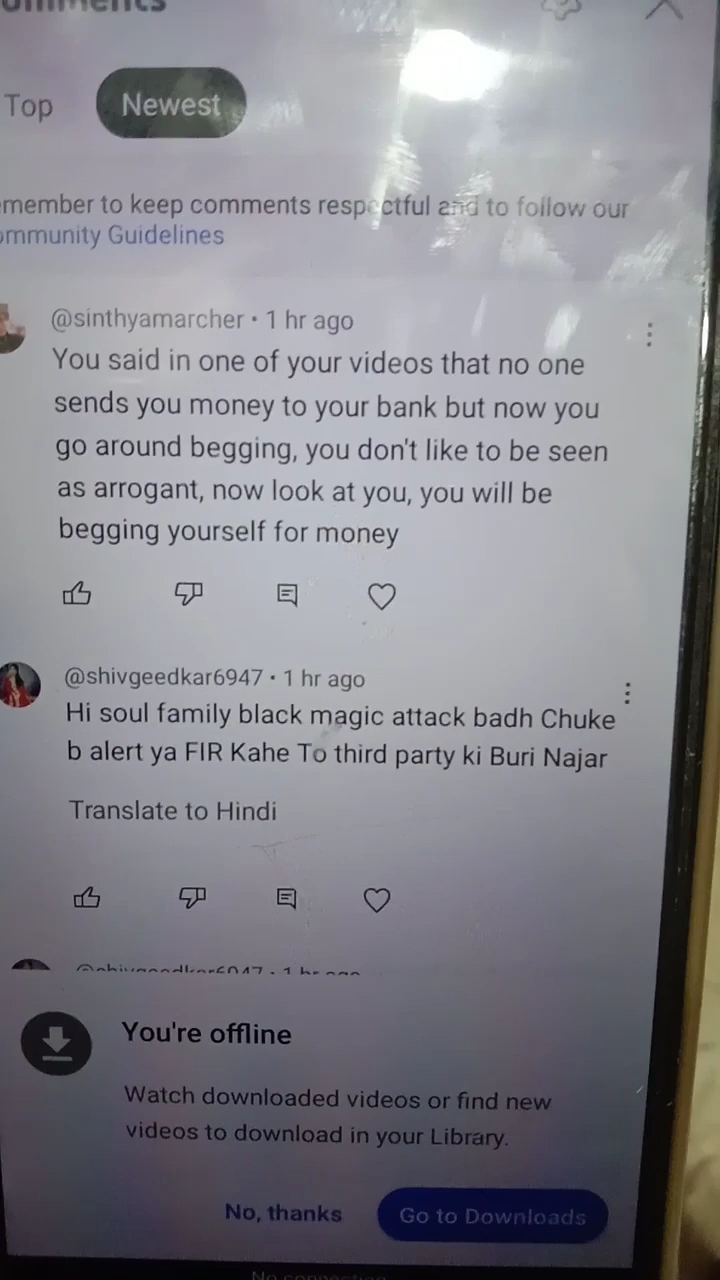 Top
Newest
member to keep comments respectful and to follow our
mmunity Guidelines
@sinthyamarcher • 1 hr ago
You said in one of your videos that no one
sends you money to your bank but now you
go around begging, you don't like to be seen
as arrogant, now look at you, you will be
begging yourself for money
@shivgeedkar6947 • 1 hr ago
Hi soul family black magic attack badh Chuke
b alert ya FIR Kahe To third party ki Buri Najar
Translate to Hindi
1 hr ago
You're offline
Watch downloaded videos or find new
videos to download in your Library.
No, thanks
Go to Downloads